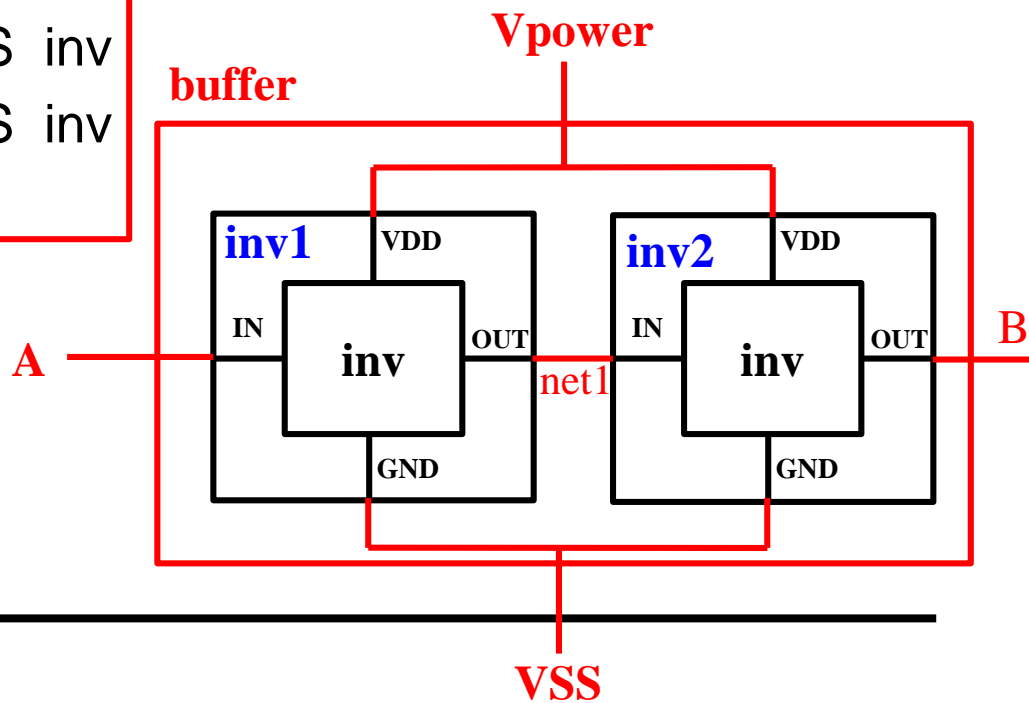 S inv
S inv
Vpower
buffer
inv1
VDD
IN
inv
OUT
GND
inv2
VDD
IN
inv
OUT
GND
A
net1
B
VSS